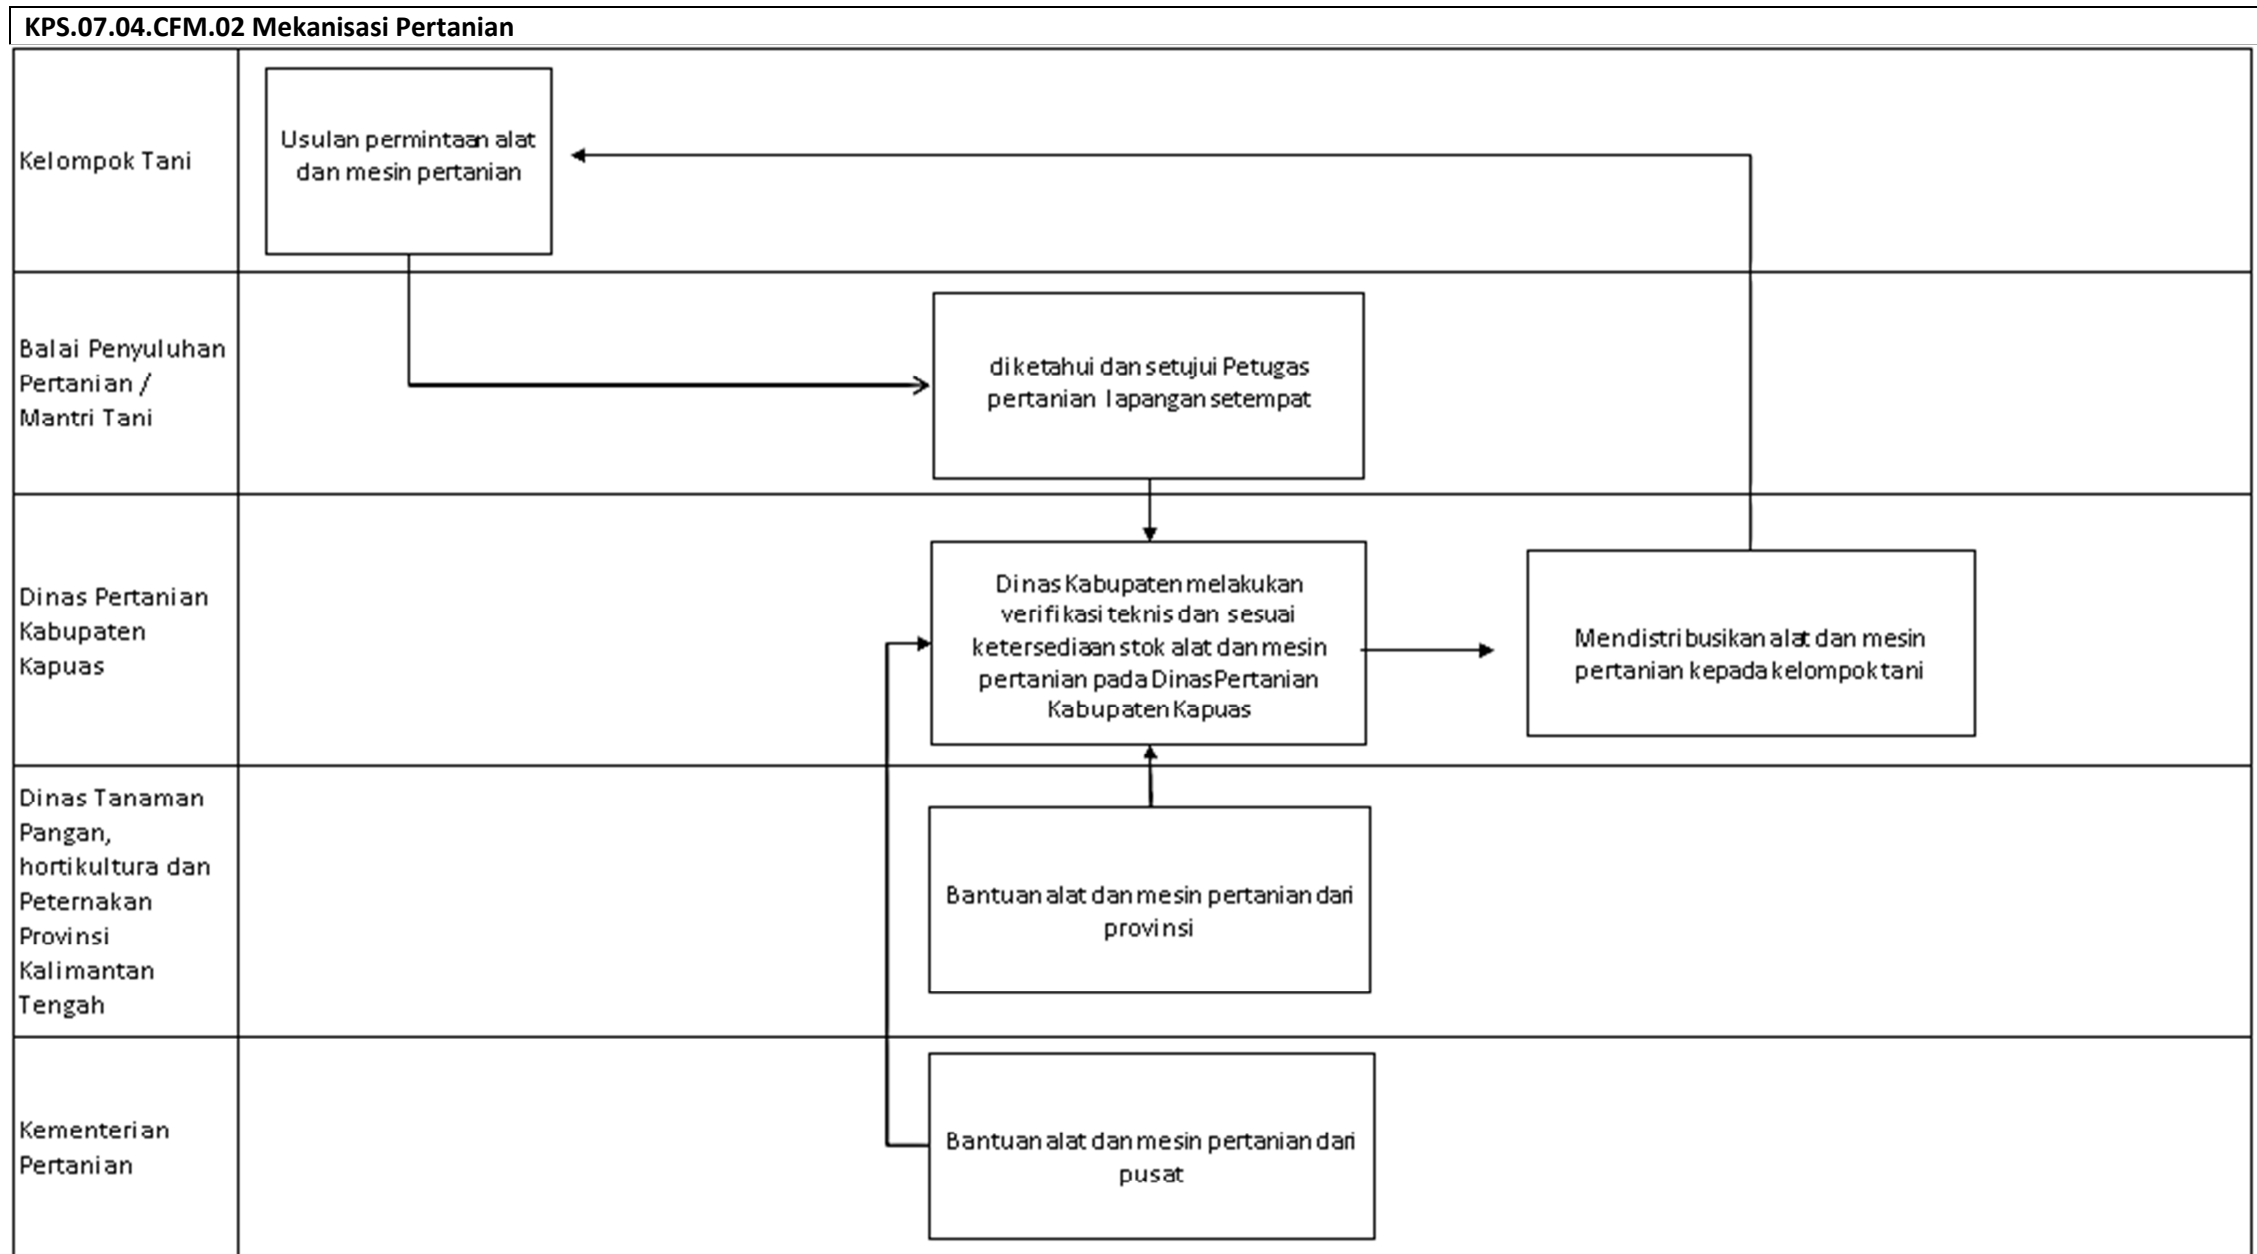 KPS.07.04.CFM.02 Mekanisasi Pertanian
Kelompok Tani
Usulan permintaan alat
dan mesin pertanian
Balai Penyuluhan
Pertanian /
Mantri Tani
diketahui dan setujui Petugas
pertanian lapangan setempat
Dinas Pertanian
Kabupaten
Kapuas
Dinas Kabupaten melakukan
verifikasi teknis dan sesuai
ketersediaan stok alat dan mesin
pertanian pada Dinas Pertanian
Kabupaten Kapuas
Mendistribusikan alat dan mesin
pertanian kepada kelompok tani
Dinas Tanaman
Pangan,
hortikultura dan
Peternakan
Provinsi
Kalimantan
Tengah
Bantuan alat dan mesin pertanian dari
provinsi
Kementerian
Pertanian
Bantuan alat dan mesin pertanian dari
pusat